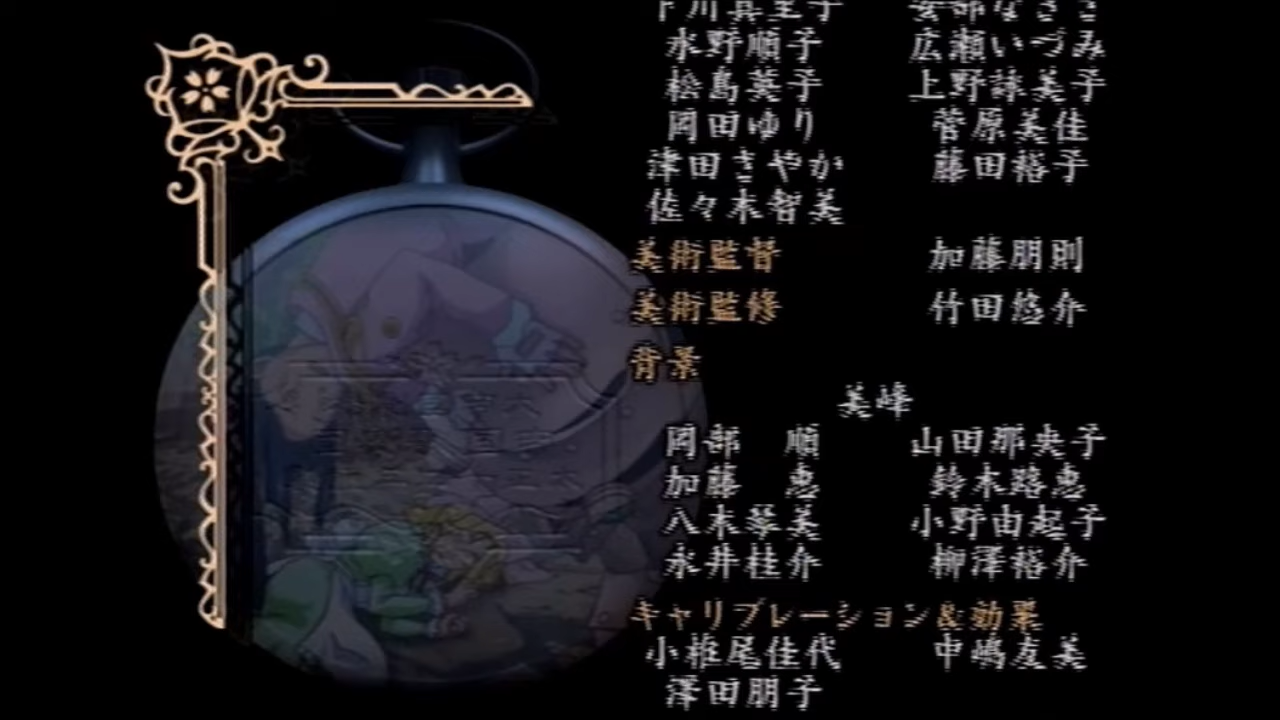 水野順子 広瀬いづみ
松島英子 上野詠美子
岡田ゆり 菅原美佳
津田さやか 藤田裕子
佐々木智美
美術監督 加藤朋則
美術監修 竹田悠介
背景
美峰
岡部 順 山田那央子
加藤 恵 鈴木路恵
八木琴美 小野由起子
永井桂介 柳澤裕介
キャリブレーション&効果
小椎尾佳代 中嶋友美
澤田朋子